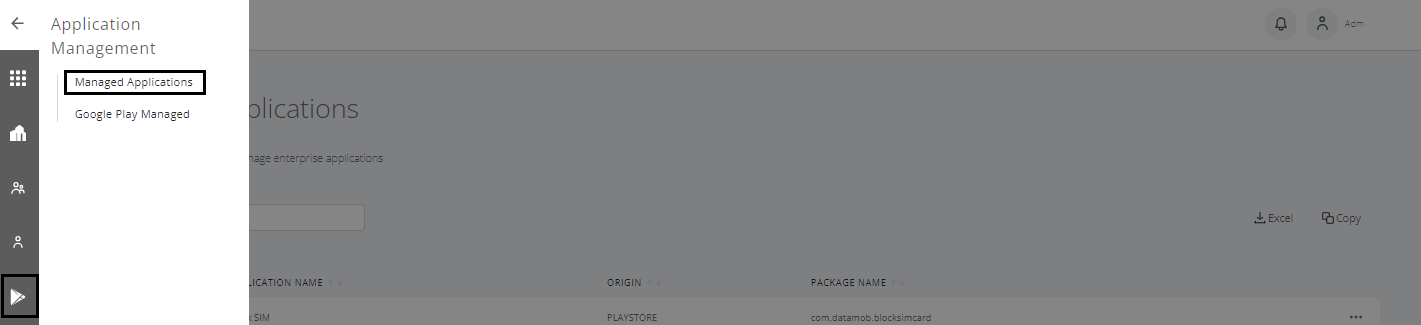 Application
Management
Managed Applications
Google Play Managed
Adm
plications
nage enterprise applications
Excel
Copy
LICATION NAME
ORIGIN
PACKAGE NAME
SIM
PLAYSTORE
com.datamob.blocksimcard